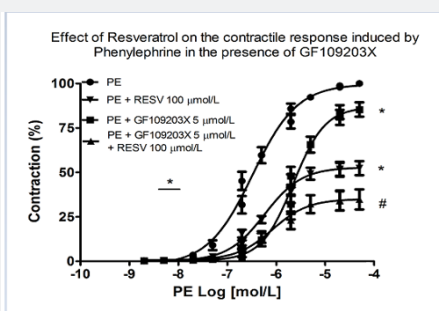 Effect of Resveratrol on the contractile response induced by
Phenylephrine in the presence of GF109203X
PE
PE + RESV 100 µmol/L
PE + GF109203X 5 µmol/L
PE + GF109203X 5 µmol/L
+ RESV 100 µmol/L
Contraction (%)
100
75
50
25
0
*
*
*
#
-10
-9
-8
-7
-6
-5
-4
PE Log [mol/L]